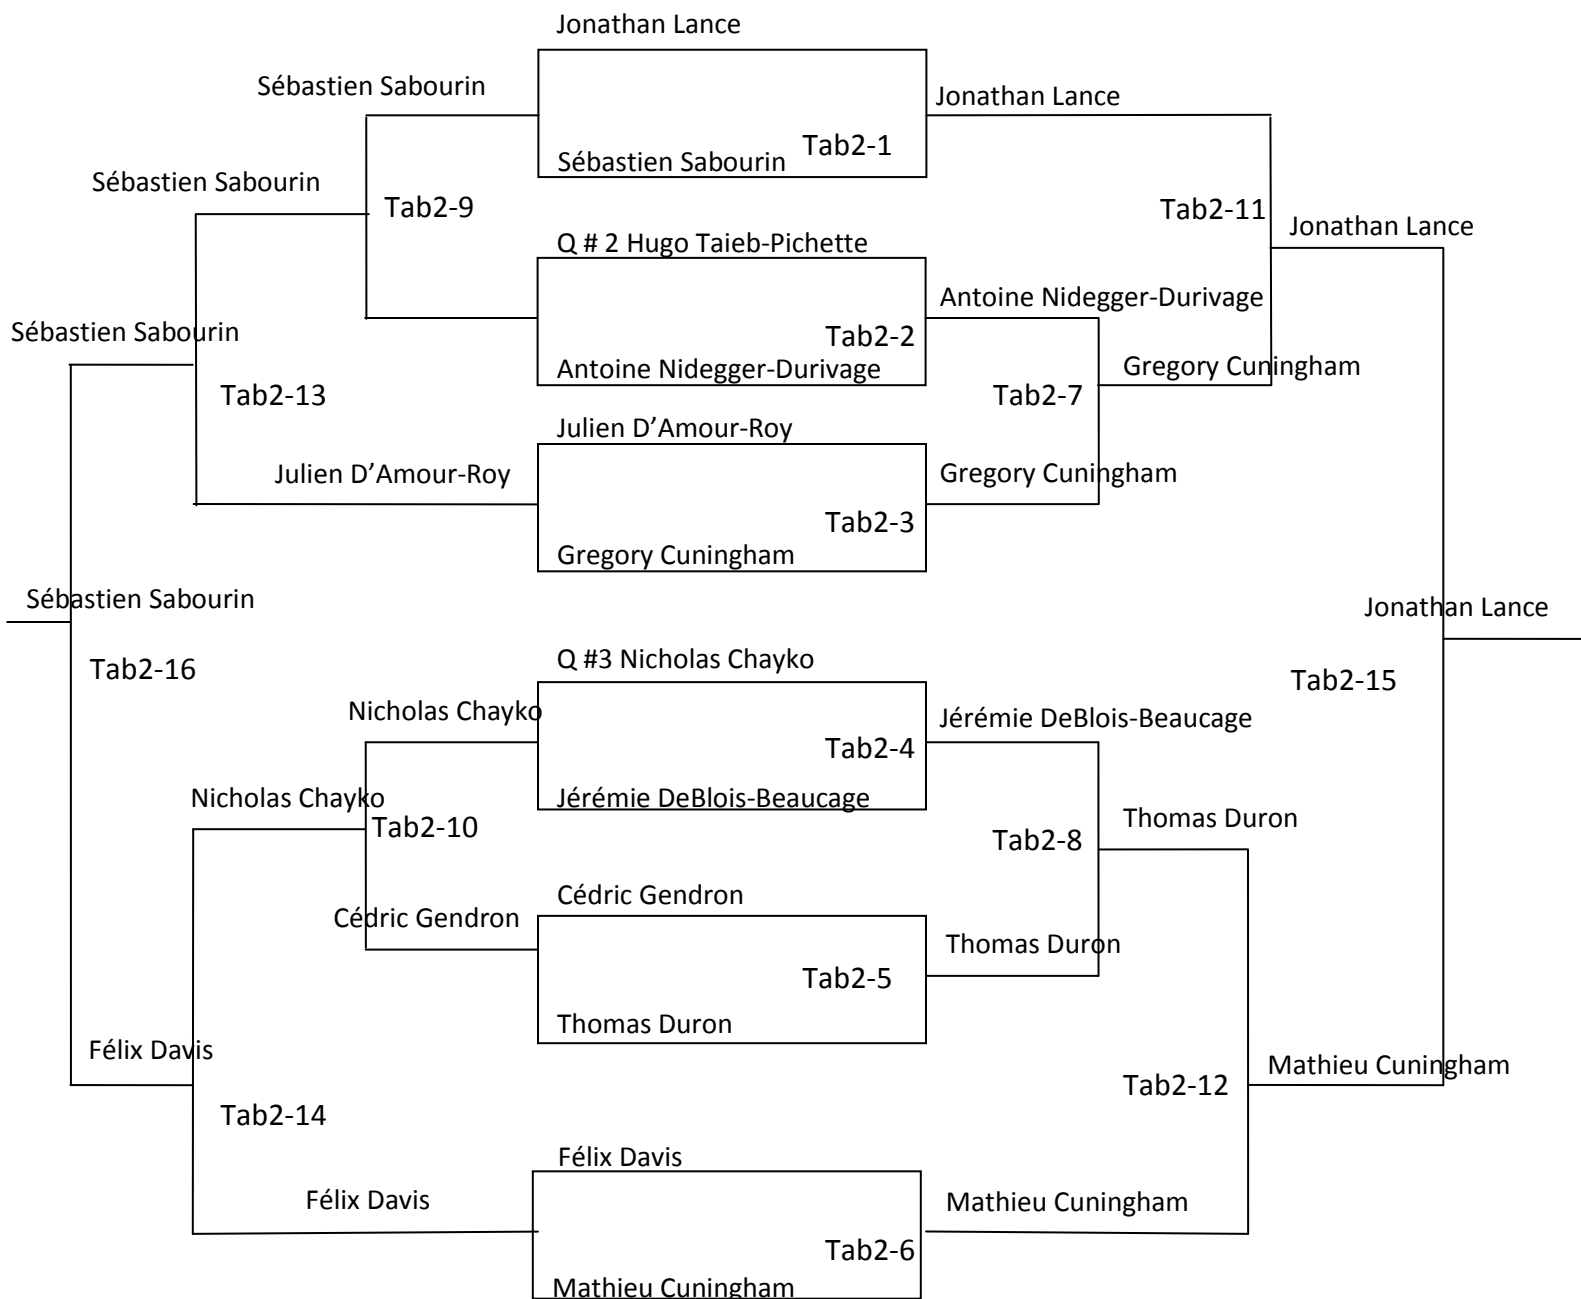 Jonathan Lance
Sébastien Sabourin
Jonathan Lance
Tab2-1
Sébastien Sabourin
Sébastien Sabourin
Tab2-9
Tab2-11
Jonathan Lance
Q # 2 Hugo Taieb-Pichette
Antoine Nidegger-Durivage
Sébastien Sabourin
Tab2-2
Antoine Nidegger-Durivage
Gregory Cuningham
Tab2-13
Tab2-7
Julien D’Amour-Roy
Julien D’Amour-Roy
Gregory Cuningham
Tab2-3
Gregory Cuningham
Sébastien Sabourin
Jonathan Lance
Q #3 Nicholas Chayko
Tab2-16
Tab2-15
Nicholas Chayko
Jérémie DeBlois-Beaucage
Tab2-4
Nicholas Chayko
Jérémie DeBlois-Beaucage
Thomas Duron
Tab2-10
Tab2-8
Cédric Gendron
Cédric Gendron
Thomas Duron
Tab2-5
Thomas Duron
Félix Davis
Mathieu Cuningham
Tab2-12
Tab2-14
Félix Davis
Félix Davis
Mathieu Cuningham
Tab2-6
Mathieu Cuningham